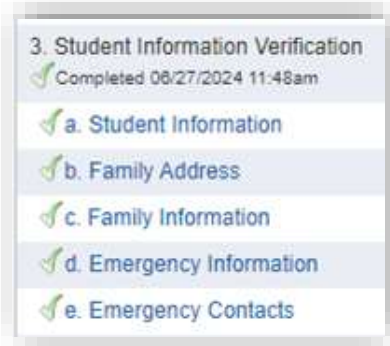 3. Student Information Verification
Completed 06/27/2024 11:48am
a. Student Information
b. Family Address
c. Family Information
d. Emergency Information
e. Emergency Contacts